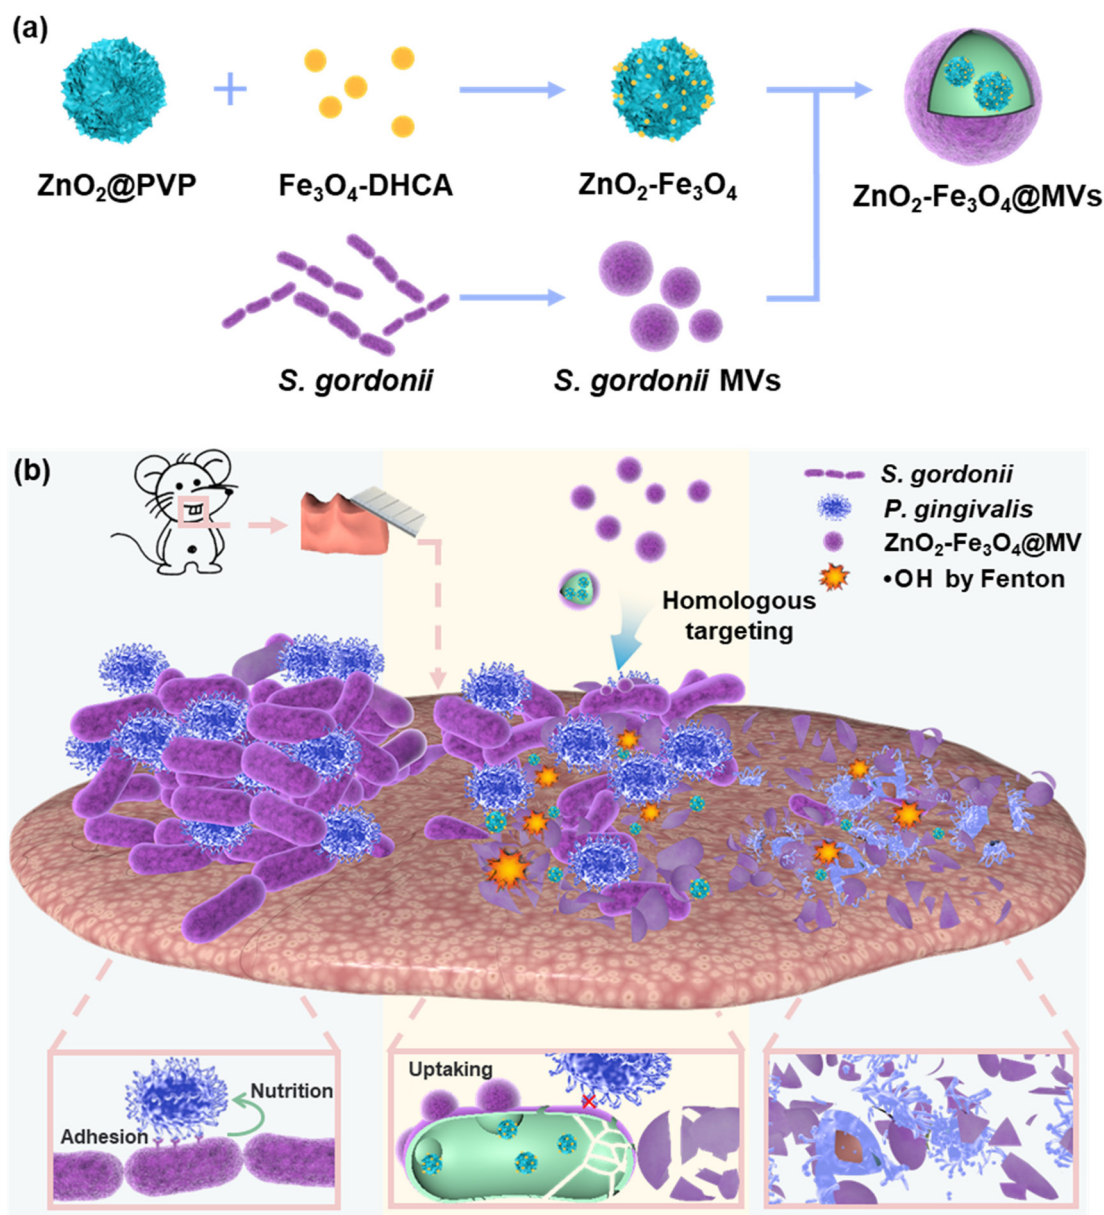 (a)
ZnO₂@PVP
Fe₃O₄-DHCA
ZnO₂-Fe₃O₄
ZnO₂-Fe₃O₄@MVs
S. gordonii
S. gordonii MVs
(b)
S. gordonii
P. gingivalis
ZnO₂-Fe₃O₄@MV
•OH by Fenton
Homologous
targeting
Nutrition
Adhesion
Uptaking